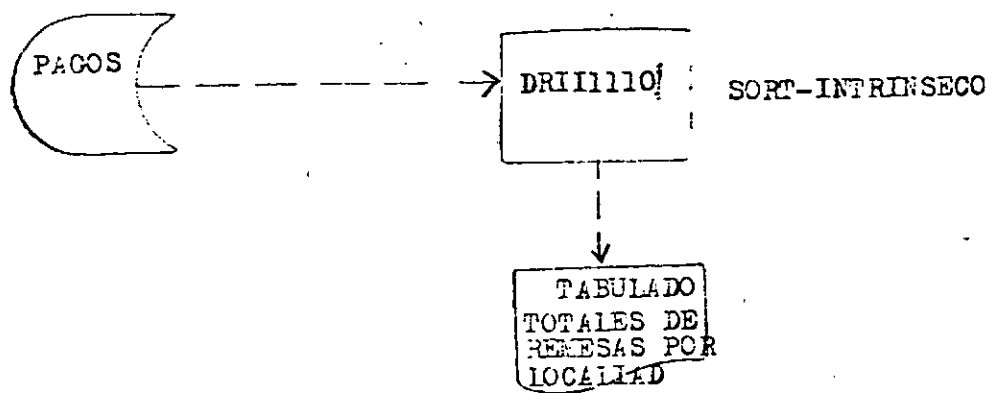 PAGOS
DRII1110
SORT-INTRINSECO
TABULADO
TOTALES DE
REMESAS POR
LOCALIAD